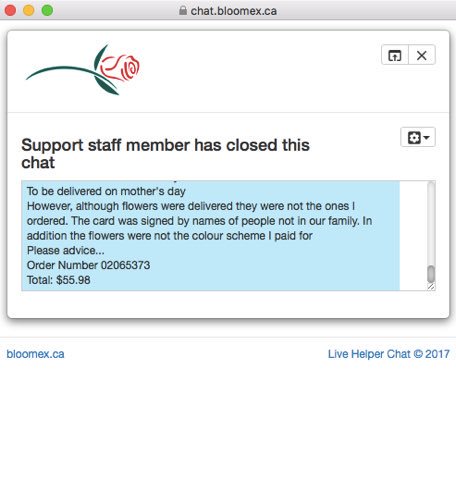 chat.bloomex.ca
Support staff member has closed this
chat
To be delivered on mother's day
However, although flowers were delivered they were not the ones I
ordered. The card was signed by names of people not in our family. In
addition the flowers were not the colour scheme I paid for
Please advice...
Order Number 02065373
Total: $55.98
bloomex.ca
Live Helper Chat © 2017